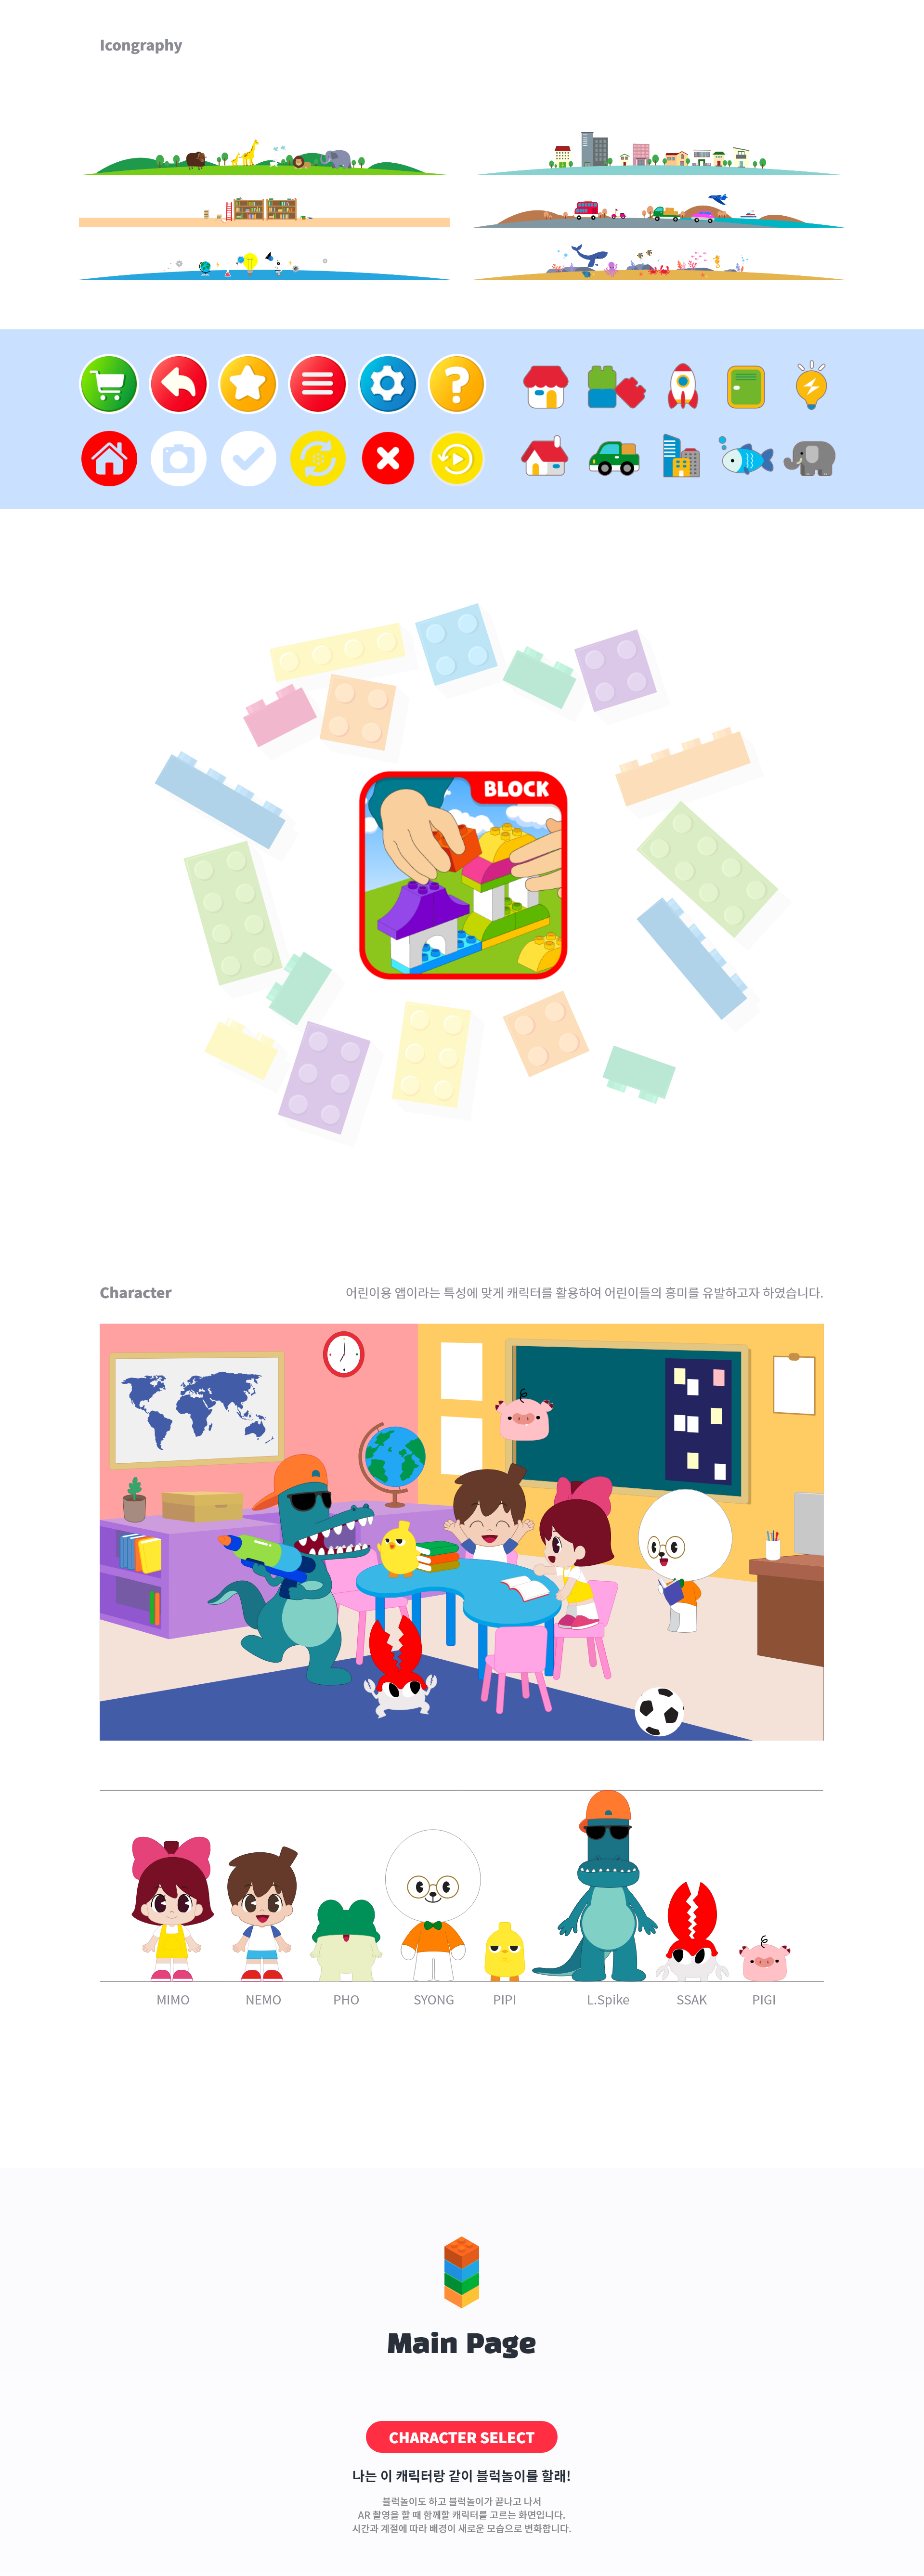 Icongraphy
BLOCK
Character
어린이용 앱이라는 특성에 맞게 캐릭터를 활용하여 어린이들의 흥미를 유발하고자 하였습니다.
MIMO
NEMO
PHO
SYONG
PIPI
L.Spike
SSAK
PIGI
Main Page
CHARACTER SELECT
나는 이 캐릭터랑 같이 블럭놀이를 할래!
블럭놀이도 하고 블럭놀이가 끝나고 나서
AR 촬영을 할 때 함께할 캐릭터를 고르는 화면입니다.
시간과 계절에 따라 배경이 새로운 모습으로 변화합니다.